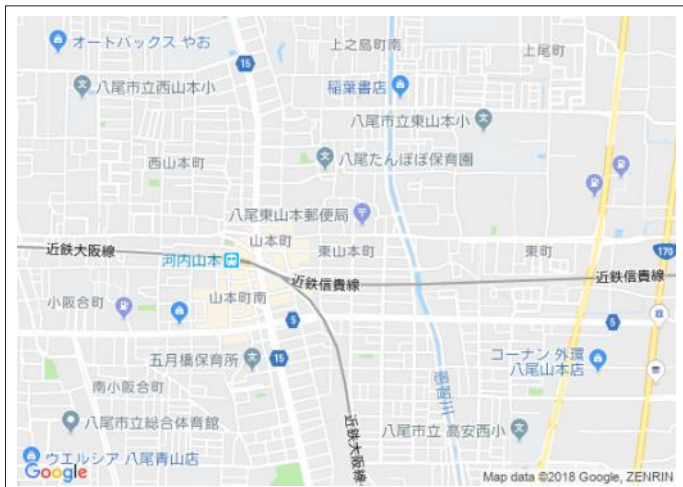 オートバックス やお
上之島町南
上尾町
15
八尾市立西山本小
稲葉書店
八尾市立東山本小
西山本町
八尾たんぽぽ保育園
八尾東山本郵便局
山本町
東山本町
東町
170
近鉄大阪線
河内山本
近鉄信貴線
近鉄信貴線
小阪合町
山本町南
5
5
五月橋保育所
15
コーナン 外環
八尾山本店
南小阪合町
恩智川
八尾市立総合体育館
近鉄大阪線
八尾市立 高安西小
ウエルシア 八尾青山店
Google
Map data ©2018 Google, ZENRIN